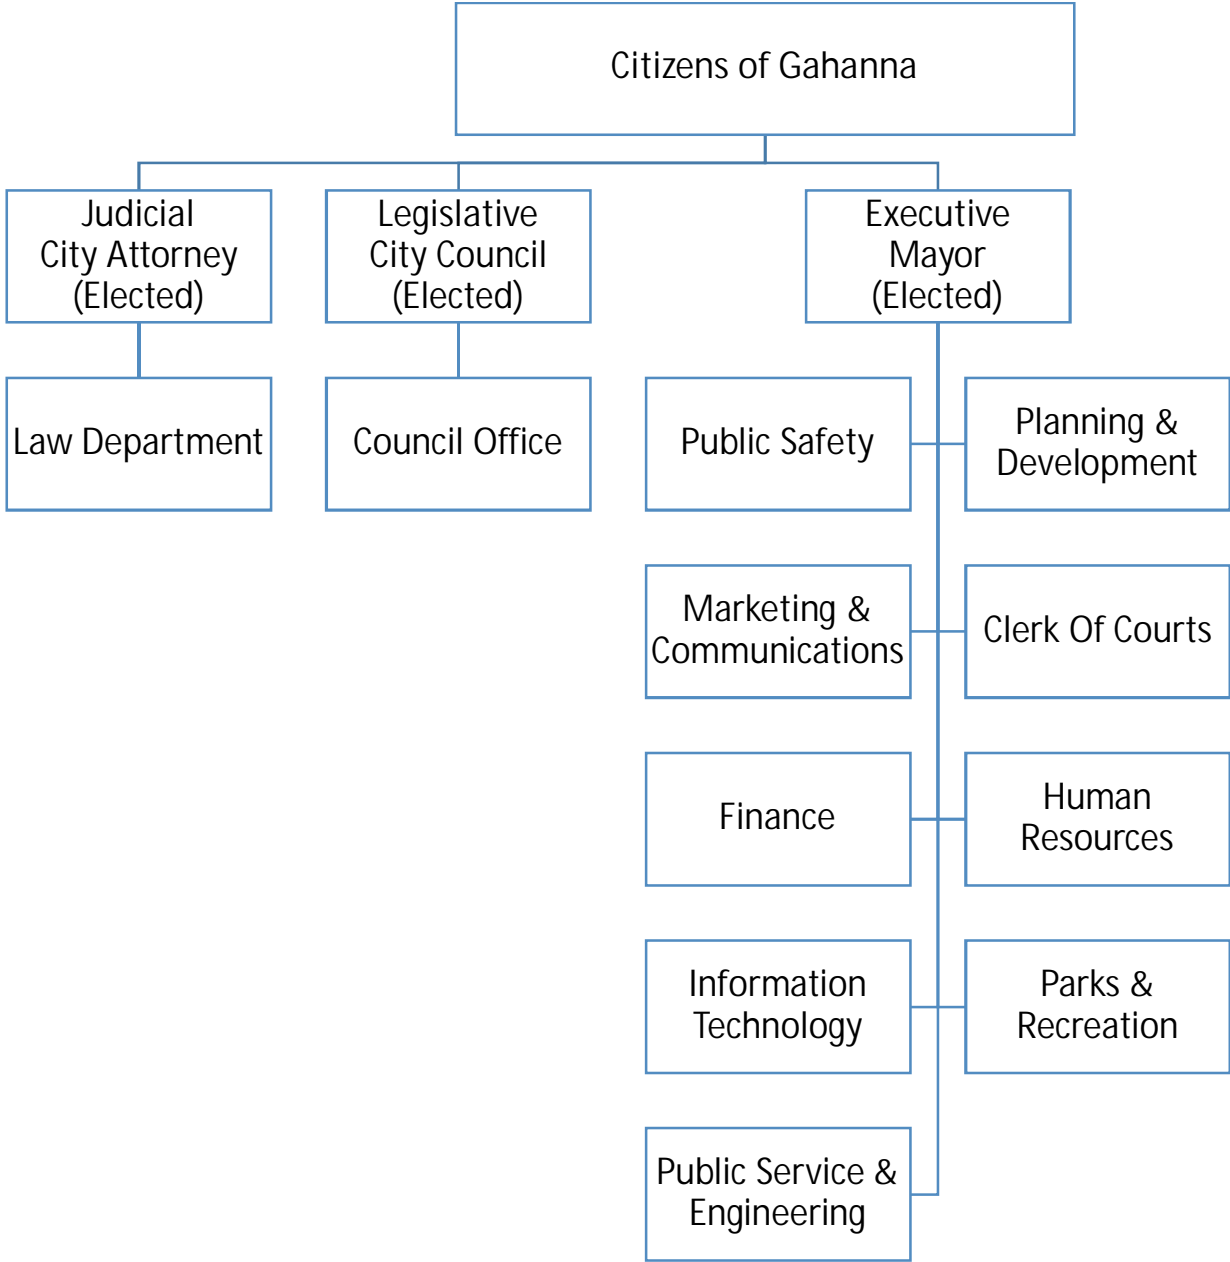 Citizens of Gahanna
Judicial
City Attorney
(Elected)
Legislative
City Council
(Elected)
Executive
Mayor
(Elected)
Law Department
Council Office
Public Safety
Planning &
Development
Marketing &
Communications
Clerk Of Courts
Finance
Human
Resources
Information
Technology
Parks &
Recreation
Public Service &
Engineering